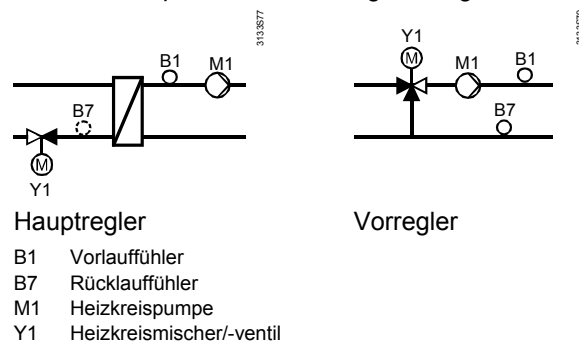 3133S77
B1
M1
B7
M
Y1
Y1
M
M1
B1
B7
Hauptregler
Vorregler
B1 Vorlauffühler
B7 Rücklauffühler
M1 Heizkreispumpe
Y1 Heizkreismischer/-ventil